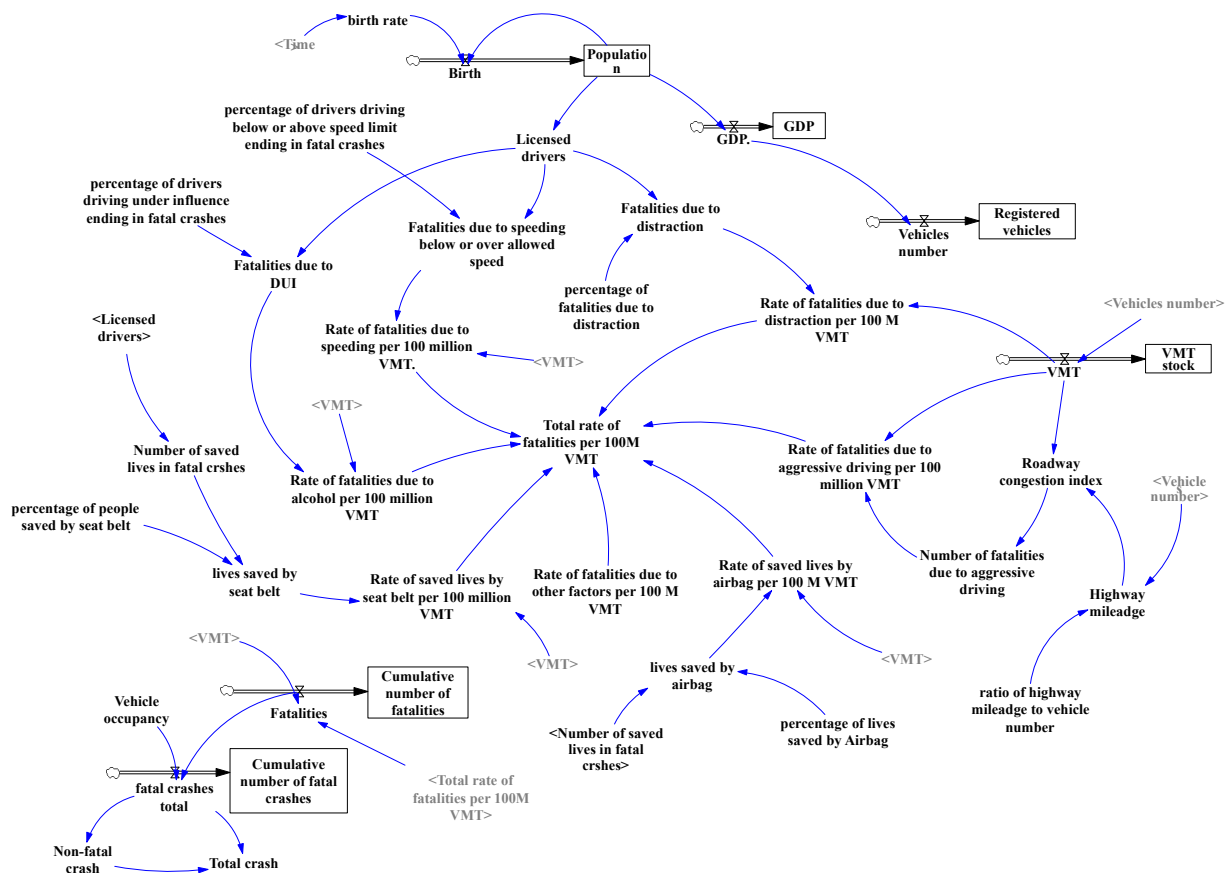 birth rate
<Time
Birth
Populatio
n
percentage of drivers driving
below or above speed limit
ending in fatal crashes
GDP
GDP.
Licensed
drivers
percentage of drivers
driving under influence
ending in fatal crashes
Fatalities due to speeding
below or over allowed
speed
Fatalities due to
distraction
Registered
vehicles
Vehicles
number
Fatalities due to
DUI
percentage of
fatalities due to
distraction
Rate of fatalities due to
distraction per 100 M
VMT
<Vehicles number>
<Licensed
drivers>
Rate of fatalities due to
speeding per 100 million
VMT.
<VMT>
VMT
VMT
stock
<VMT>
Total rate of
fatalities per 100M
VMT
Number of saved
lives in fatal crshes
Rate of fatalities due to
alcohol per 100 million
VMT
Rate of fatalities due to
aggressive driving per 100
million VMT
Roadway
congestion index
<Vehicle
number>
percentage of people
saved by seat belt
lives saved by
seat belt
Rate of saved lives by
seat belt per 100 million
VMT
Rate of fatalities due to
other factors per 100 M
VMT
Rate of saved lives by
airbag per 100 M VMT
Number of fatalities
due to aggressive
driving
Highway
mileadge
<VMT>
<VMT>
<VMT>
lives saved by
airbag
ratio of highway
mileadge to vehicle
number
Vehicle
occupancy
Fatalities
Cumulative
number of
fatalities
<Number of saved
lives in fatal
crshes>
percentage of lives
saved by Airbag
fatal crashes
total
Cumulative
number of fatal
crashes
<Total rate of
fatalities per 100M
VMT>
Non-fatal
crash
Total crash